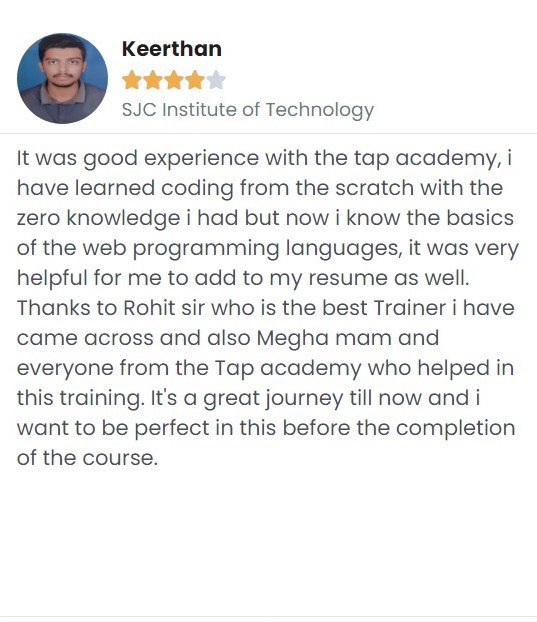 Keerthan
SJC Institute of Technology
It was good experience with the tap academy, i
have learned coding from the scratch with the
zero knowledge i had but now i know the basics
of the web programming languages, it was very
helpful for me to add to my resume as well.
Thanks to Rohit sir who is the best Trainer i have
came across and also Megha mam and
everyone from the Tap academy who helped in
this training. It's a great journey till now and i
want to be perfect in this before the completion
of the course.